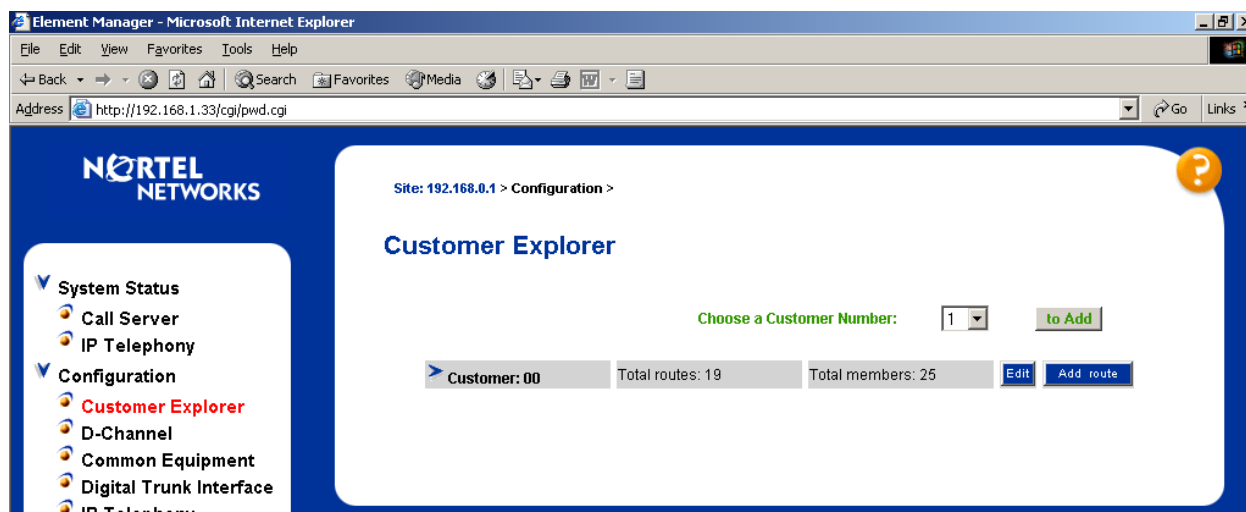 Element Manager - Microsoft Internet Explorer
File Edit View Favorites Tools Help
Back Search Favorites Media
Address http://192.168.1.33/cgi/pwd.cgi Go Links
NORTEL
NETWORKS
Site: 192.168.0.1 > Configuration >
Customer Explorer
Choose a Customer Number: 1 to Add
Customer: 00 Total routes: 19 Total members: 25 Edit Add route
System Status
Call Server
IP Telephony
Configuration
Customer Explorer
D-Channel
Common Equipment
Digital Trunk Interface
IP Telephony